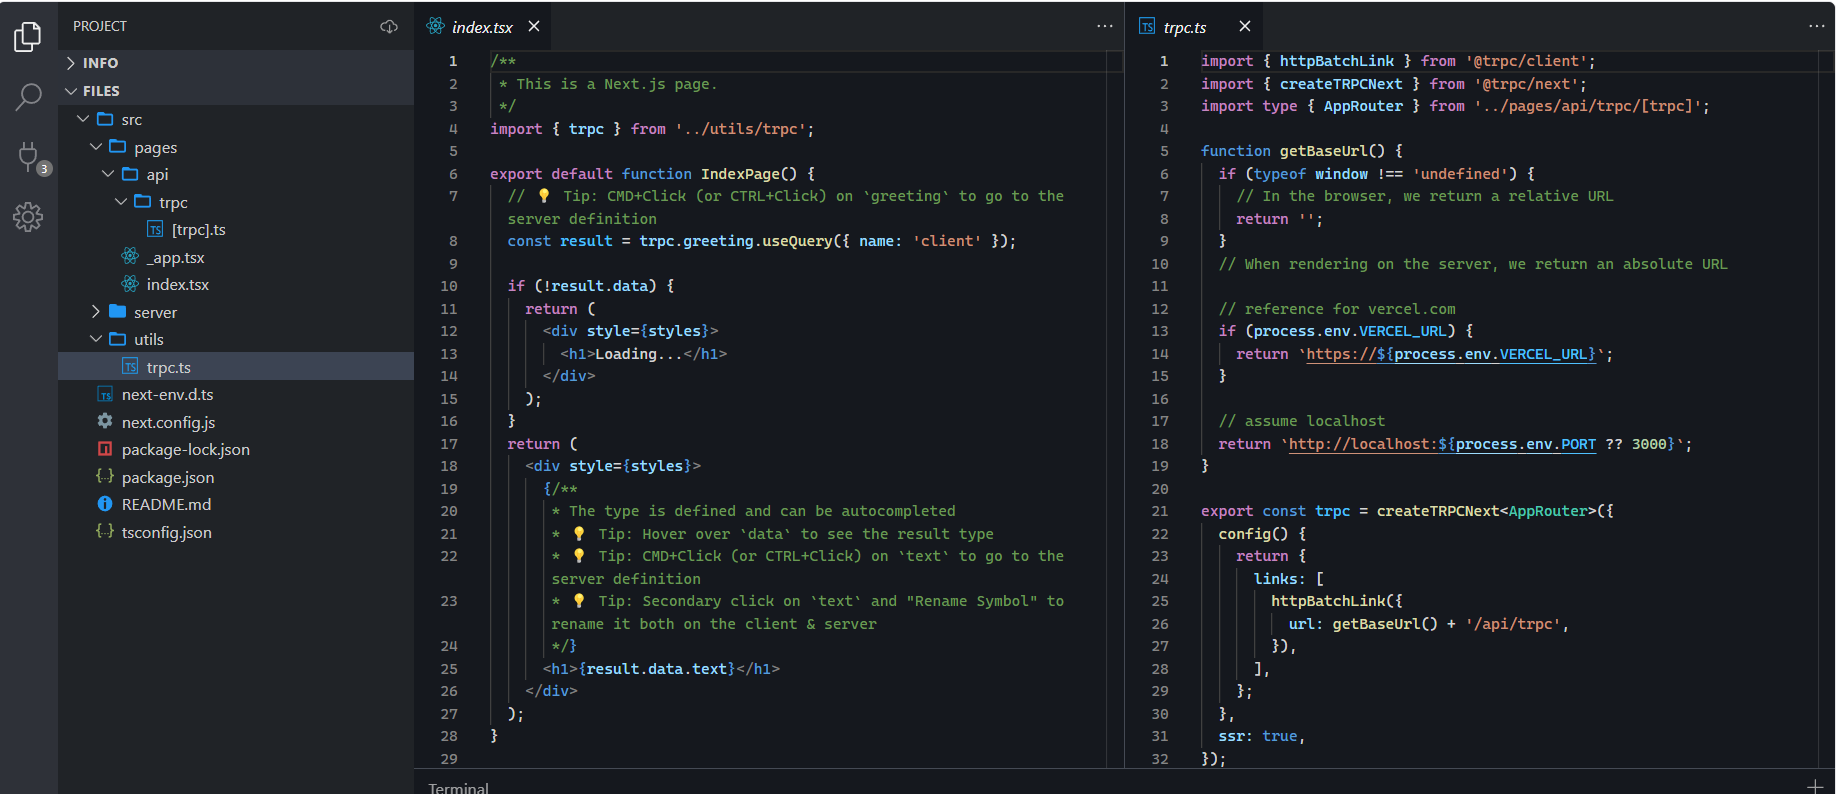 PROJECT
INFO
FILES
src
pages
api
trpc
TS [trpc].ts
_app.tsx
index.tsx
server
utils
TS trpc.ts
TS next-env.d.ts
next.config.js
package-lock.json
{··} package.json
README.md
{··} tsconfig.json
3
index.tsx
1 /**
2  * This is a Next.js page.
3  */
4 import { trpc } from '../utils/trpc';
5
6 export default function IndexPage() {
7   // 💡 Tip: CMD+Click (or CTRL+Click) on `greeting` to go to the
server definition
8   const result = trpc.greeting.useQuery({ name: 'client' });
9
10   if (!result.data) {
11     return (
12       <div style={styles}>
13         <h1>Loading...</h1>
14       </div>
15     );
16   }
17   return (
18     <div style={styles}>
19       {/**
20        * The type is defined and can be autocompleted
21        * 💡 Tip: Hover over `data` to see the result type
22        * 💡 Tip: CMD+Click (or CTRL+Click) on `text` to go to the
server definition
23        * 💡 Tip: Secondary click on `text` and "Rename Symbol" to
rename it both on the client & server
24        */}
25       <h1>{result.data.text}</h1>
26     </div>
27   );
28 }
29
TS trpc.ts
1 import { httpBatchLink } from '@trpc/client';
2 import { createTRPCNext } from '@trpc/next';
3 import type { AppRouter } from '../pages/api/trpc/[trpc]';
4
5 function getBaseUrl() {
6   if (typeof window !== 'undefined') {
7     // In the browser, we return a relative URL
8     return '';
9   }
10   // When rendering on the server, we return an absolute URL
11
12   // reference for vercel.com
13   if (process.env.VERCEL_URL) {
14     return `https://${process.env.VERCEL_URL}`;
15   }
16
17   // assume localhost
18   return `http://localhost:${process.env.PORT ?? 3000}`;
19 }
20
21 export const trpc = createTRPCNext<AppRouter>({
22   config() {
23     return {
24       links: [
25         httpBatchLink({
26           url: getBaseUrl() + '/api/trpc',
27         }),
28       ],
29     };
30   },
31   ssr: true,
32 });
Terminal